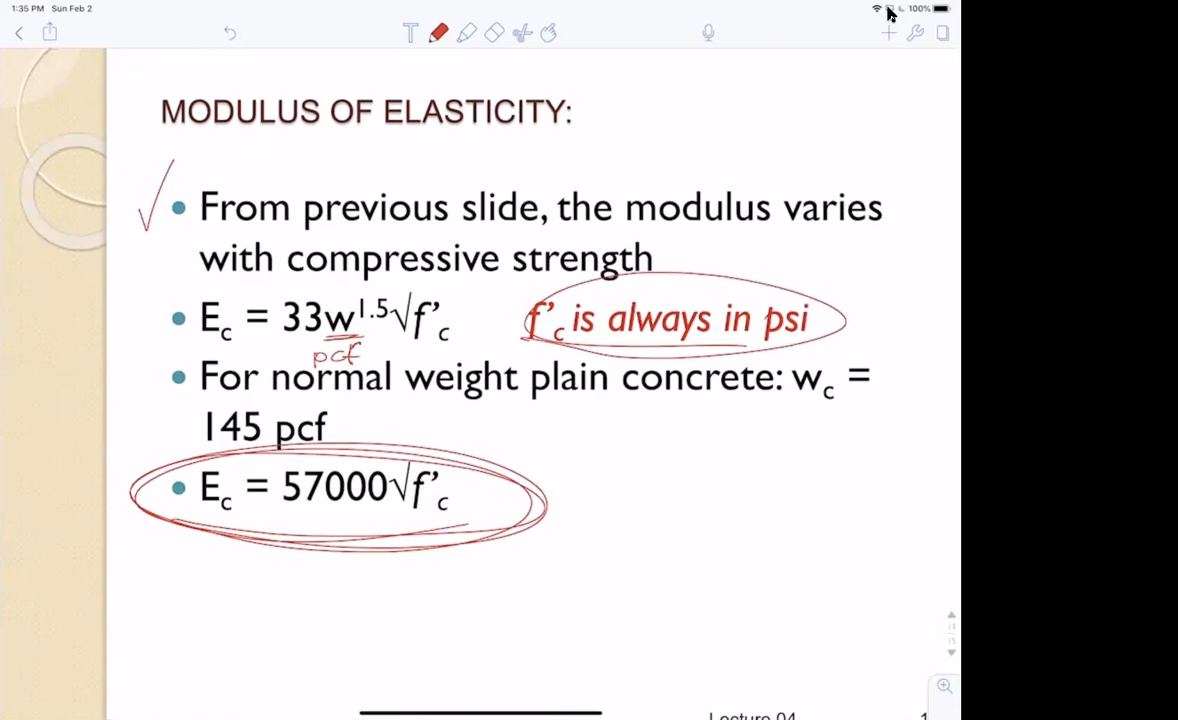 1:35 PM Sun Feb 2
100%
MODULUS OF ELASTICITY:
• From previous slide, the modulus varies
with compressive strength
• Ec = 33w^1.5√f'c f'c is always in psi
pcf
• For normal weight plain concrete: wc =
145 pcf
• Ec = 57000√f'c
Lecture 04